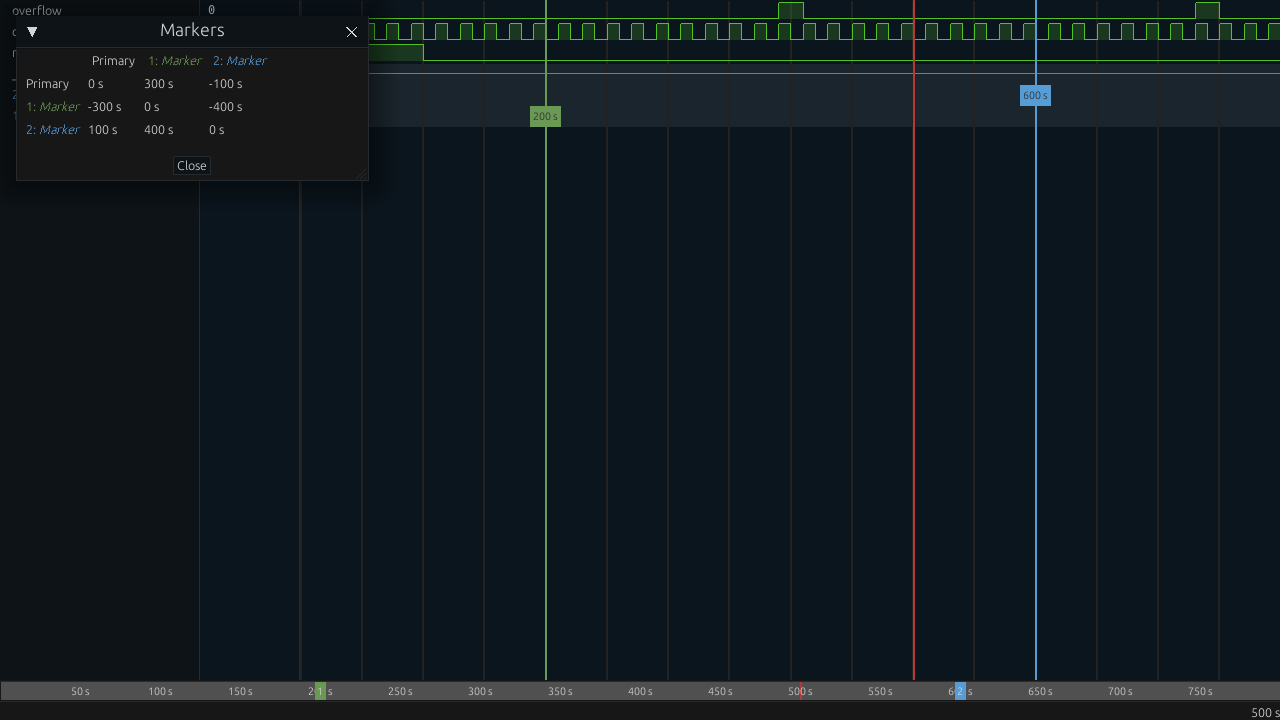 overflow 0
Markers
Primary 1: Marker 2: Marker
Primary 0 s 300 s -100 s
1: Marker -300 s 0 s -400 s
2: Marker 100 s 400 s 0 s
Close
600 s
200 s
50 s 100 s 150 s 1 s 250 s 300 s 350 s 400 s 450 s 500 s 550 s 2 s 650 s 700 s 750 s
500 s